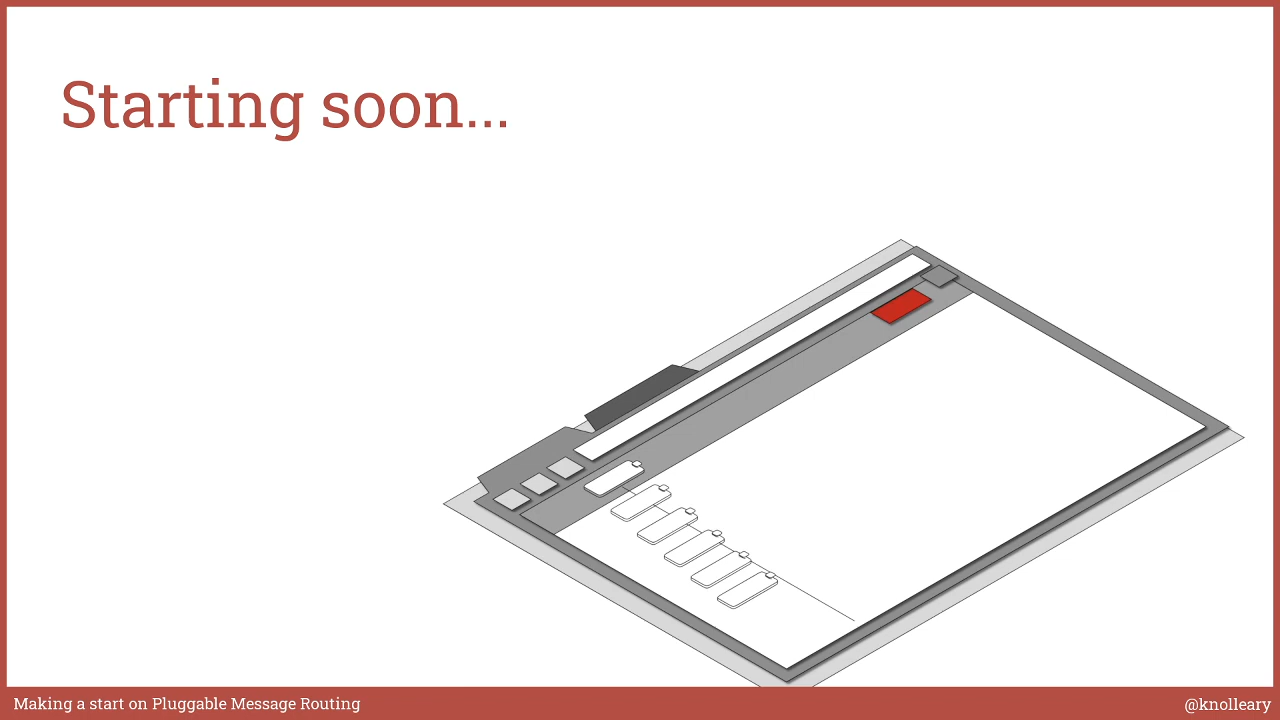 Starting soon...
Making a start on Pluggable Message Routing
@knolleary